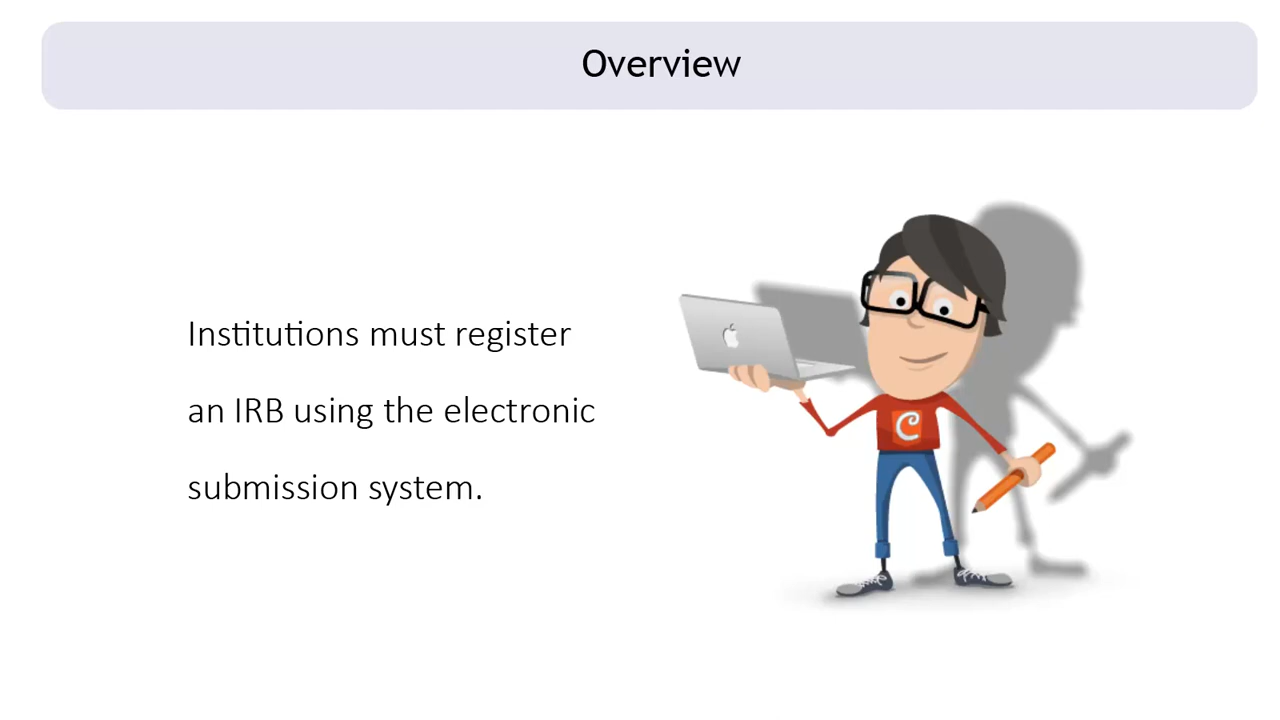 Overview
Institutions must register
an IRB using the electronic
submission system.
C